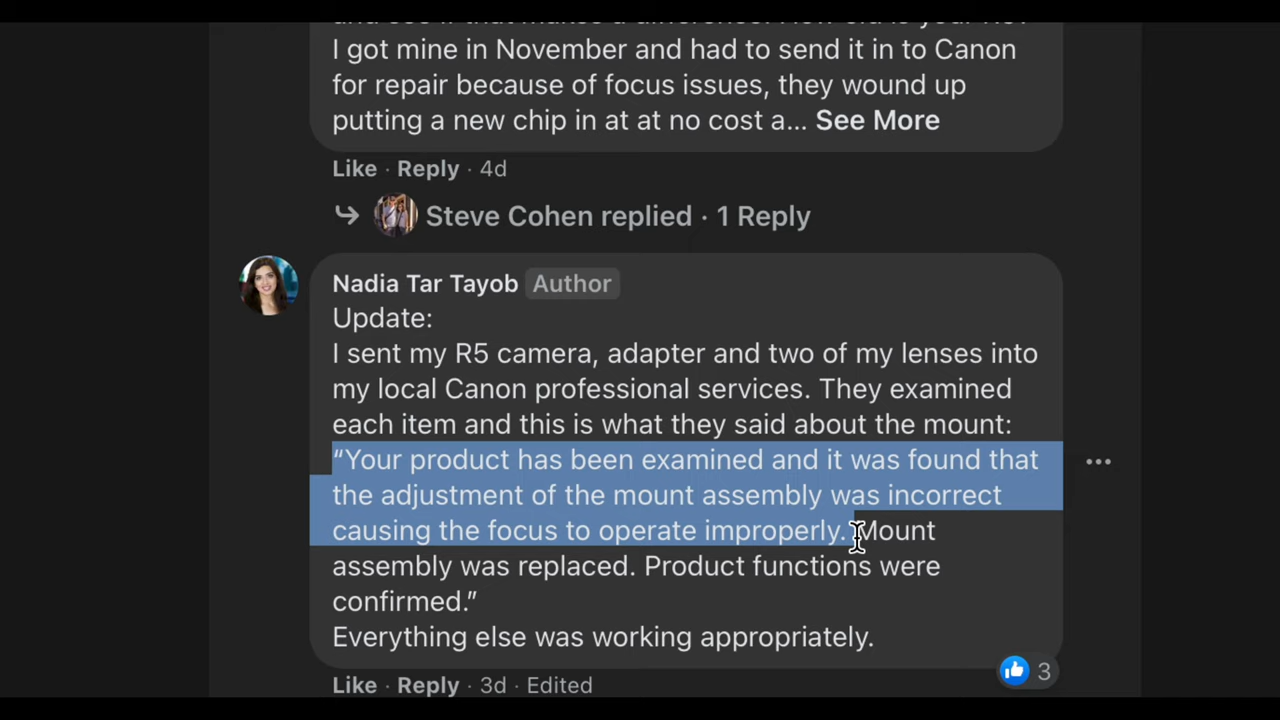 I got mine in November and had to send it in to Canon
for repair because of focus issues, they wound up
putting a new chip in at at no cost a... See More
Like · Reply · 4d
Steve Cohen replied · 1 Reply
Nadia Tar Tayob Author
Update:
I sent my R5 camera, adapter and two of my lenses into
my local Canon professional services. They examined
each item and this is what they said about the mount:
“Your product has been examined and it was found that
the adjustment of the mount assembly was incorrect
causing the focus to operate improperly. Mount
assembly was replaced. Product functions were
confirmed.”
Everything else was working appropriately.
3
Like · Reply · 3d · Edited